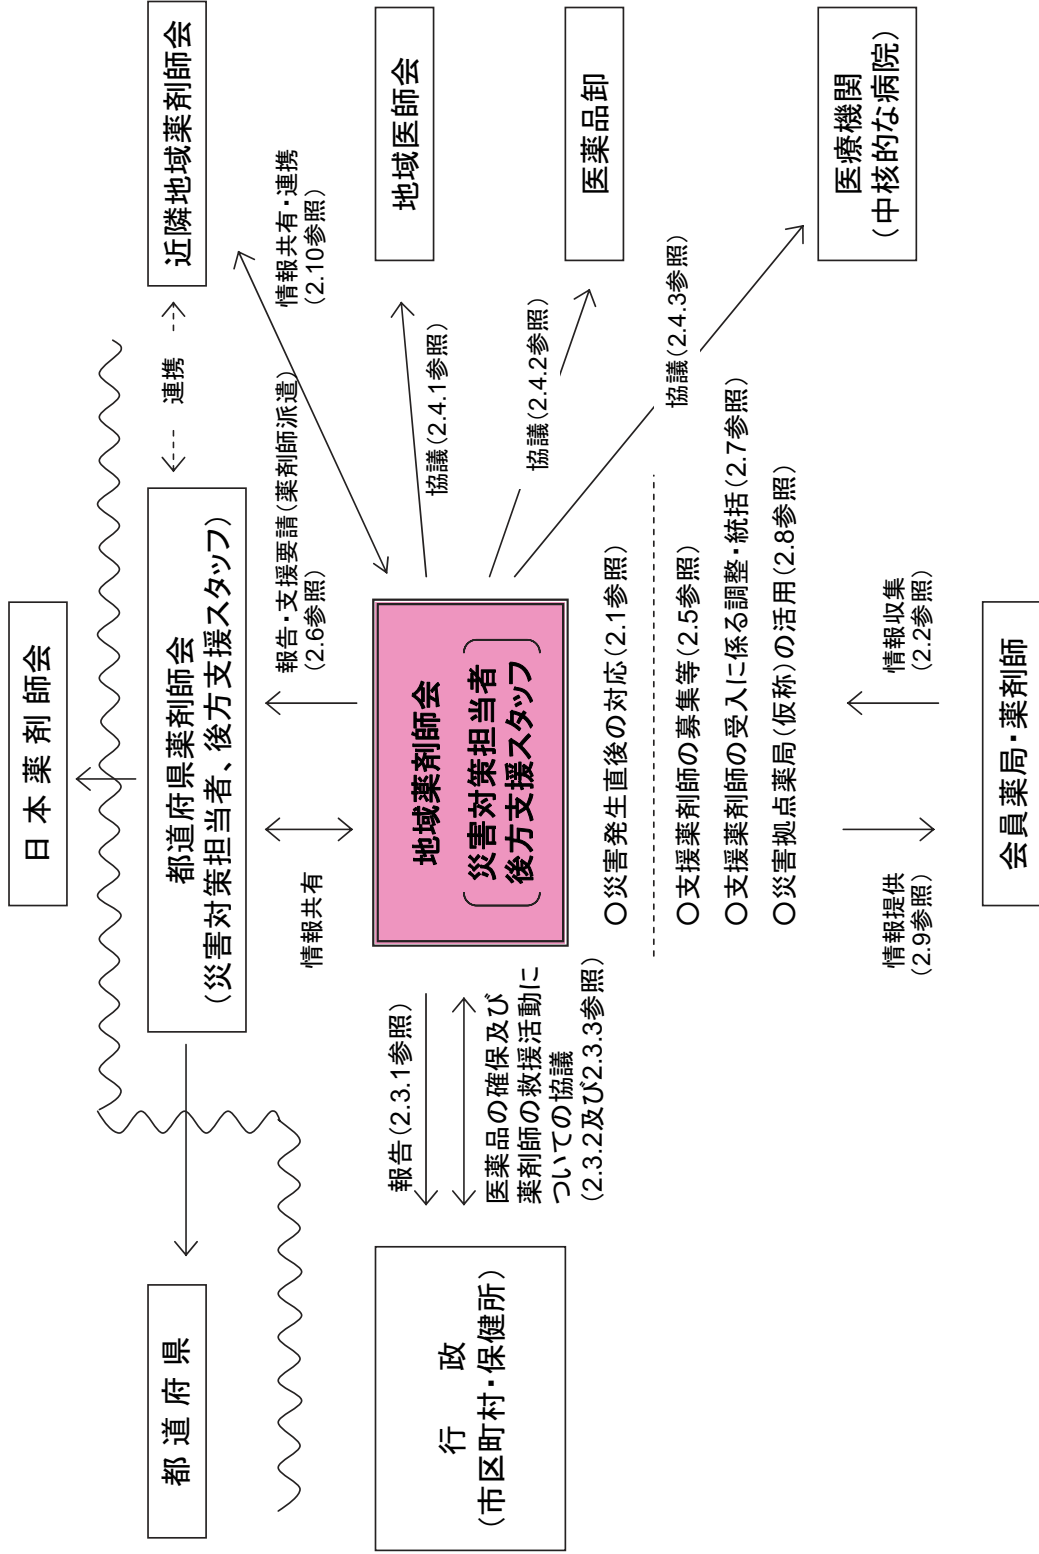 日本薬剤師会
都道府県
都道府県薬剤師会
（災害対策担当者、後方支援スタッフ）
連携
近隣地域薬剤師会
情報共有
報告・支援要請（薬剤師派遣）
（2.6参照）
情報共有・連携
（2.10参照）
行　政
（市区町村・保健所）
報告（2.3.1参照）
医薬品の確保及び
薬剤師の救援活動に
ついての協議
（2.3.2及び2.3.3参照）
地域薬剤師会
災害対策担当者
後方支援スタッフ
協議（2.4.1参照）
地域医師会
協議（2.4.2参照）
医薬品卸
協議（2.4.3参照）
医療機関
（中核的な病院）
○災害発生直後の対応（2.1参照）
○支援薬剤師の募集等（2.5参照）
○支援薬剤師の受入に係る調整・統括（2.7参照）
○災害拠点薬局（仮称）の活用（2.8参照）
情報提供
（2.9参照）
情報収集
（2.2参照）
会員薬局・薬剤師